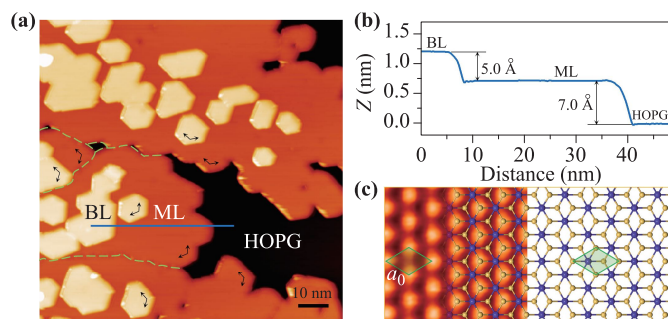 (a)
BL
ML
HOPG
10 nm
(b)
Z (nm)
1.2
1.0
0.5
0.0
BL
5.0 Å
ML
7.0 Å
HOPG
0
10
20
30
40
Distance (nm)
(c)
a0